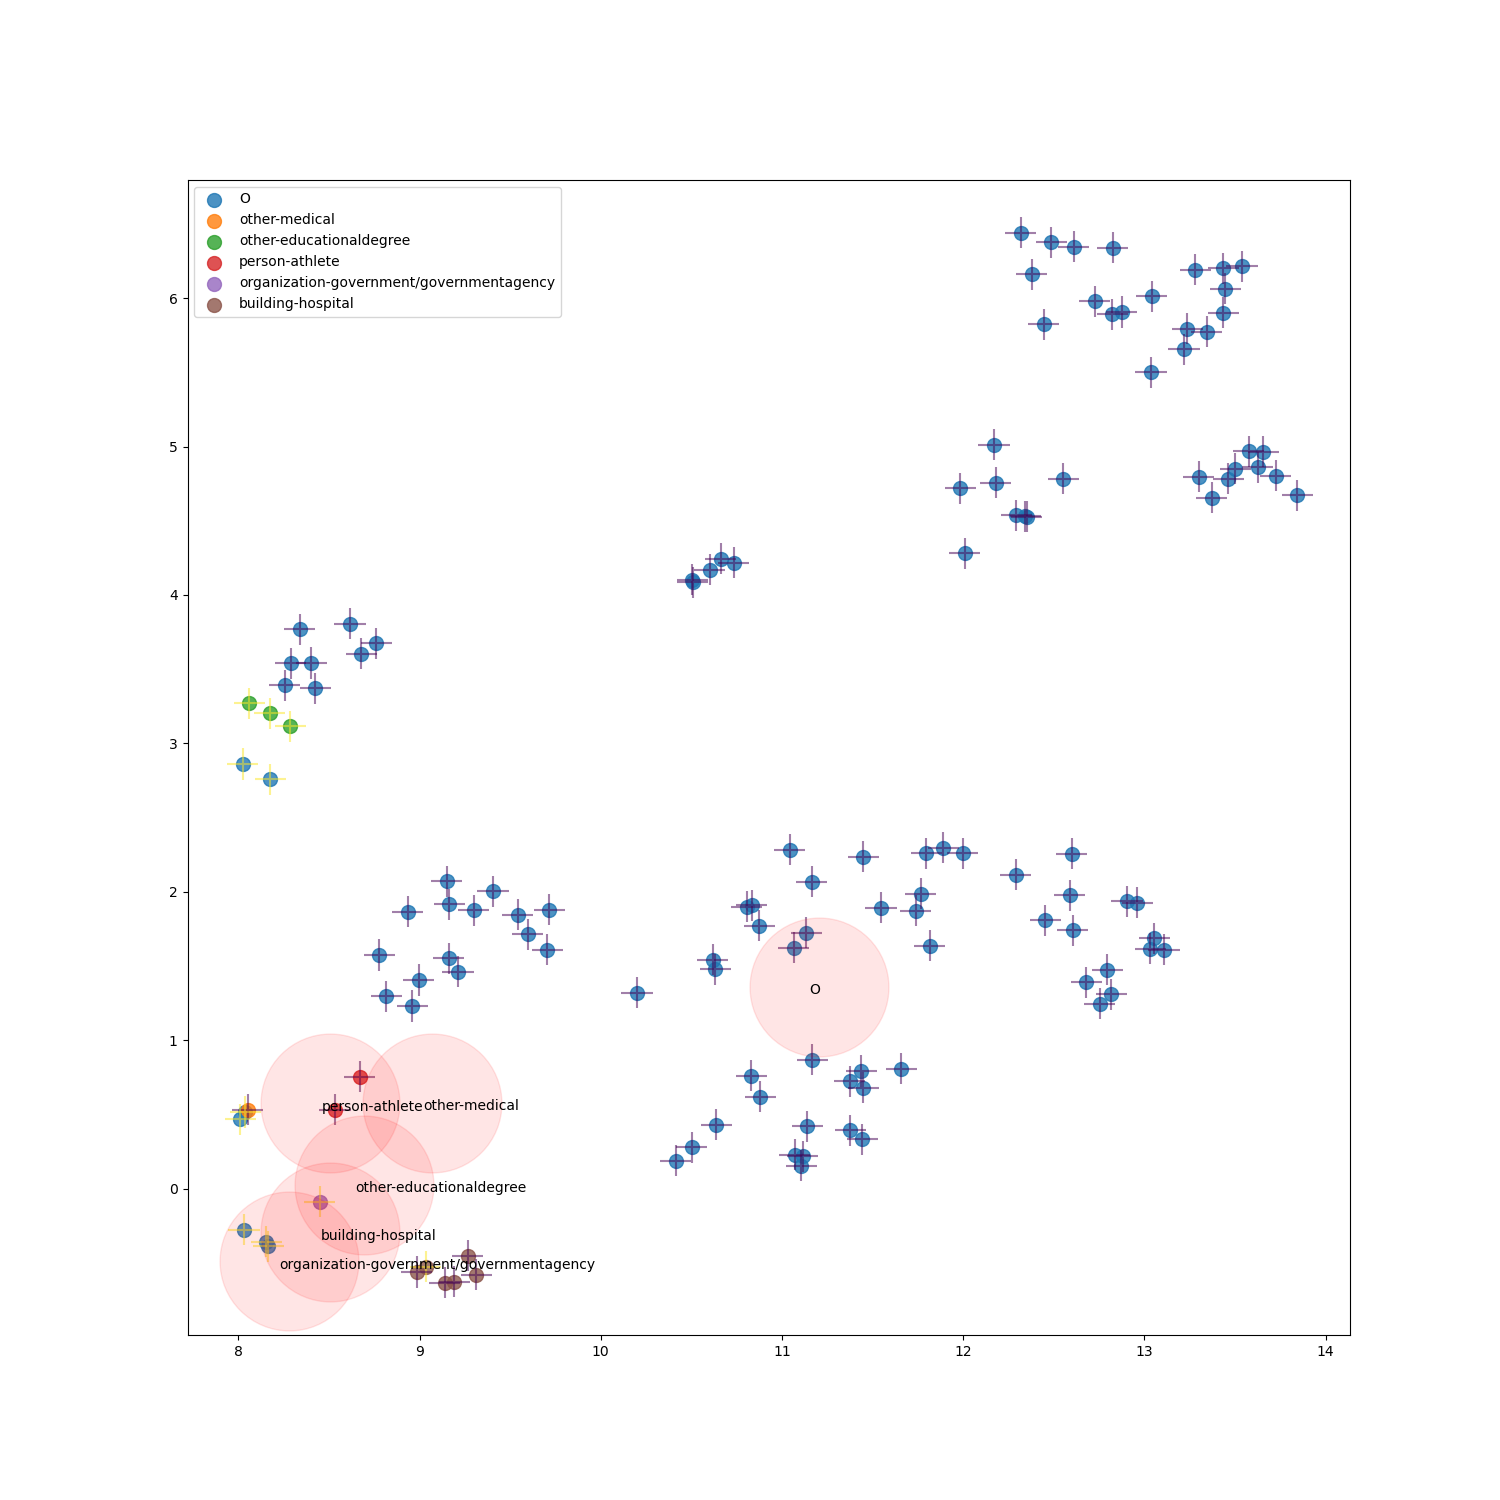 O
other-medical
other-educationaldegree
person-athlete
organization-government/governmentagency
building-hospital
6
5
4
3
2
1
0
O
person-athlete
other-medical
other-educationaldegree
building-hospital
organization-government/governmentagency
8 9 10 11 12 13 14